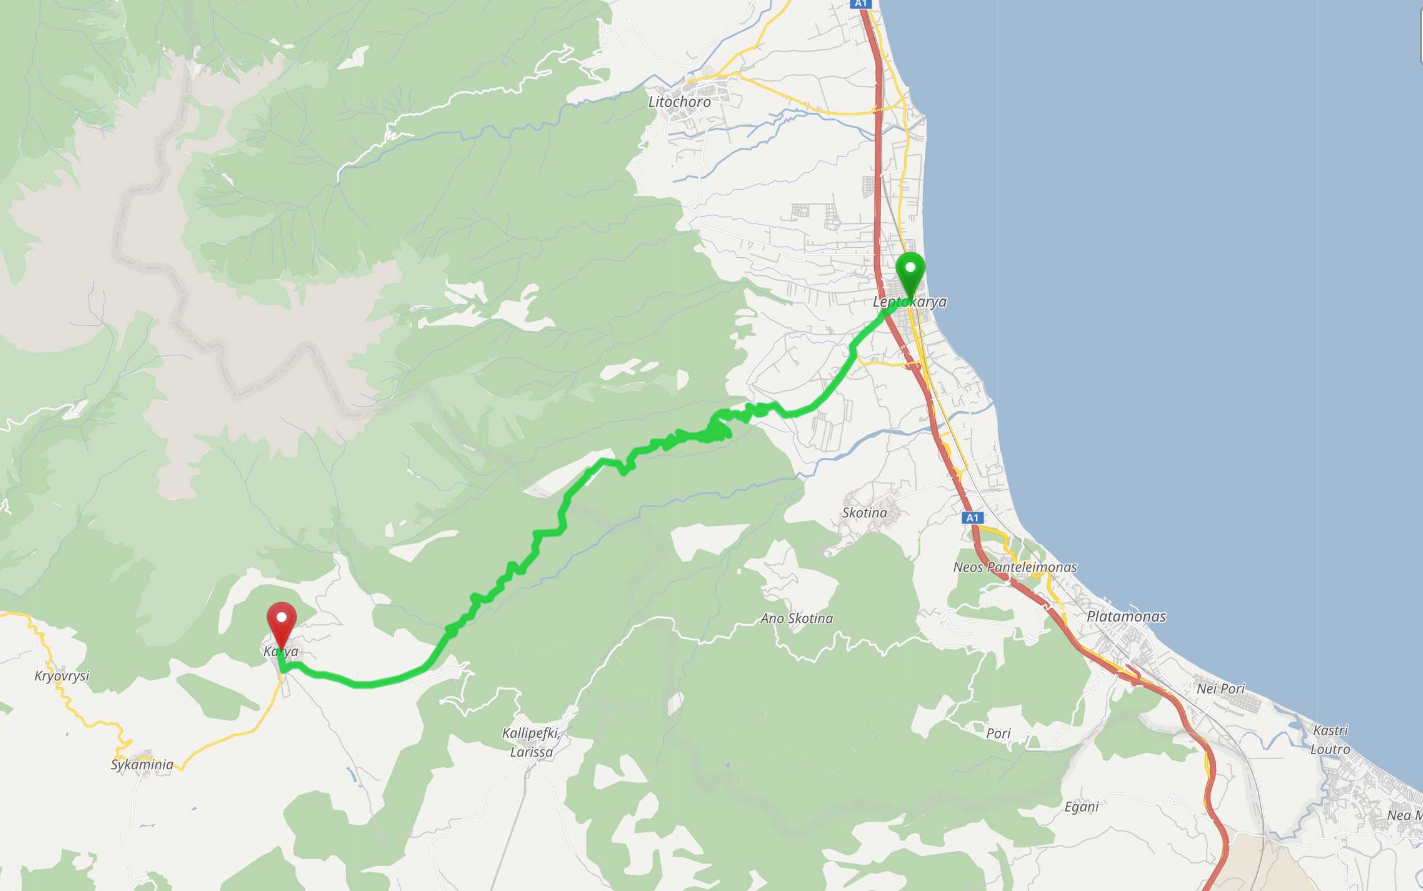 A1
Litochoro
Leptokarya
Skotina
A1
Neos Panteleimonas
Ano Skotina
Platamonas
Karya
Kryovrysi
Nei Pori
Kallipefki,
Larissa
Pori
Kastri
Loutro
Sykaminia
Egani
Nea M